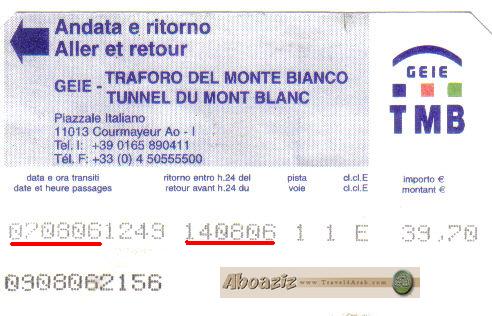 Andata e ritorno
Aller et retour
GEIE - TRAFORO DEL MONTE BIANCO
TUNNEL DU MONT BLANC
Piazzale Italiano
11013 Courmayeur Ao - I
Tel. I: +39 0165 890411
Tél. F: +33 (0) 4 50555500
GEIE
TMB
data e ora transiti ritorno entro h.24 del pista cl.cl.E importo €
date et heure passages retour avant h.24 du voie cl.cl.E montant €
0708061249 140806 1 1 E 39,70
0908062156
Aboaziz www.Travel4Arab.com